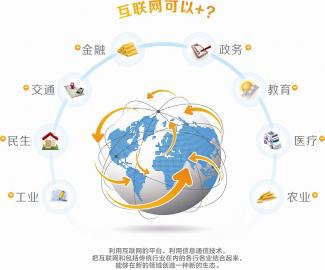 互联网可以+？
金融
政务
交通
教育
民生
医疗
工业
农业
利用互联网的平台，利用信息通信技术，
把互联网和包括传统行业在内的各行各业结合起来，
能够在新的领域创造一种新的生态。